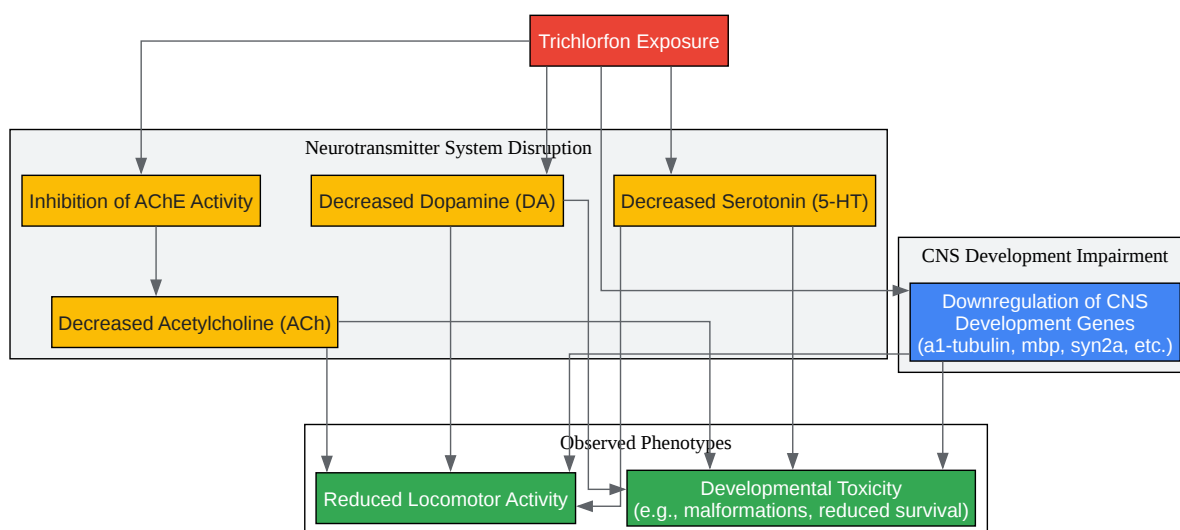 Trichlorfon Exposure
Neurotransmitter System Disruption
Inhibition of AChE Activity
Decreased Dopamine (DA)
Decreased Serotonin (5-HT)
CNS Development Impairment
Decreased Acetylcholine (ACh)
Downregulation of CNS
Development Genes
(a1-tubulin, mbp, syn2a, etc.)
Observed Phenotypes
Reduced Locomotor Activity
Developmental Toxicity
(e.g., malformations, reduced survival)